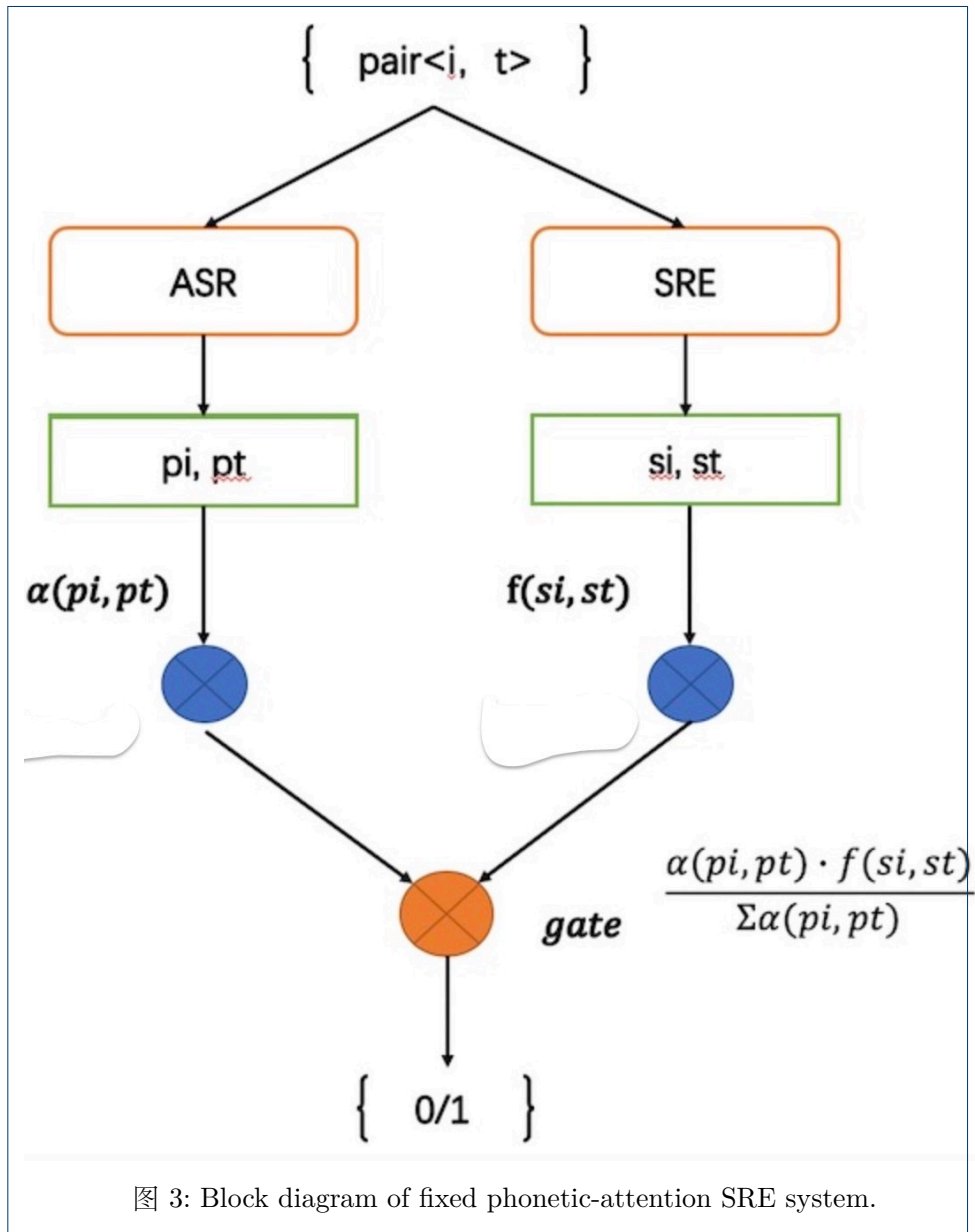 { pair<i, t> }
ASR
SRE
pi, pt
si, st
α(pi,pt)
f(si,st)
α(pi,pt) · f(si,st)
gate
Σα(pi,pt)
{ 0/1 }
图 3: Block diagram of fixed phonetic-attention SRE system.